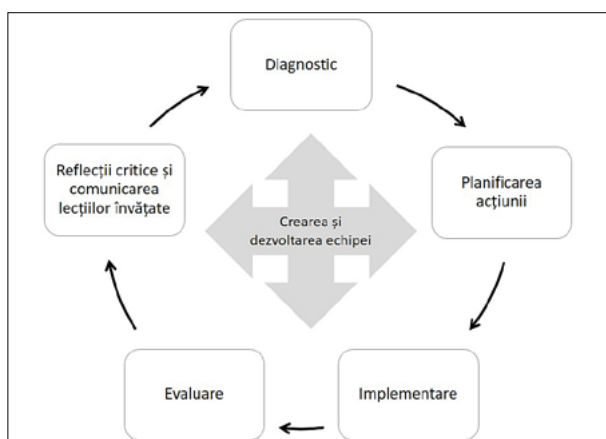 Diagnostic
Planificarea
acțiunii
Implementare
Evaluare
Reflecții critice și
comunicarea
lecțiilor învățate
Crearea și
dezvoltarea echipei